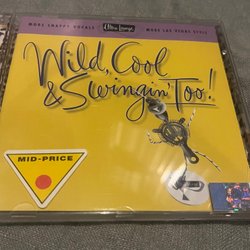 MORE SNAPPY VOCALS
Ultra-Lounge
MORE LAS VEGAS STYLE
Wild, Cool
& Swingin' Too!
MID-PRICE